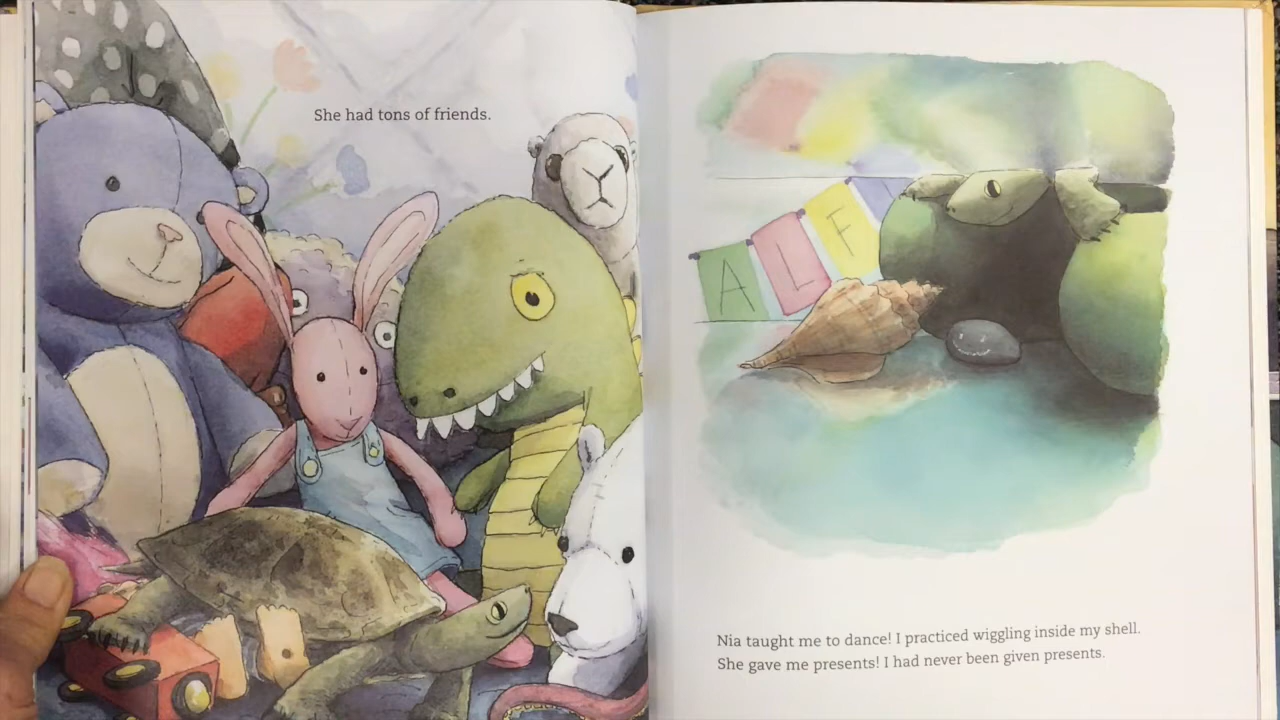 She had tons of friends.
A L F
Nia taught me to dance! I practiced wiggling inside my shell.
She gave me presents! I had never been given presents.